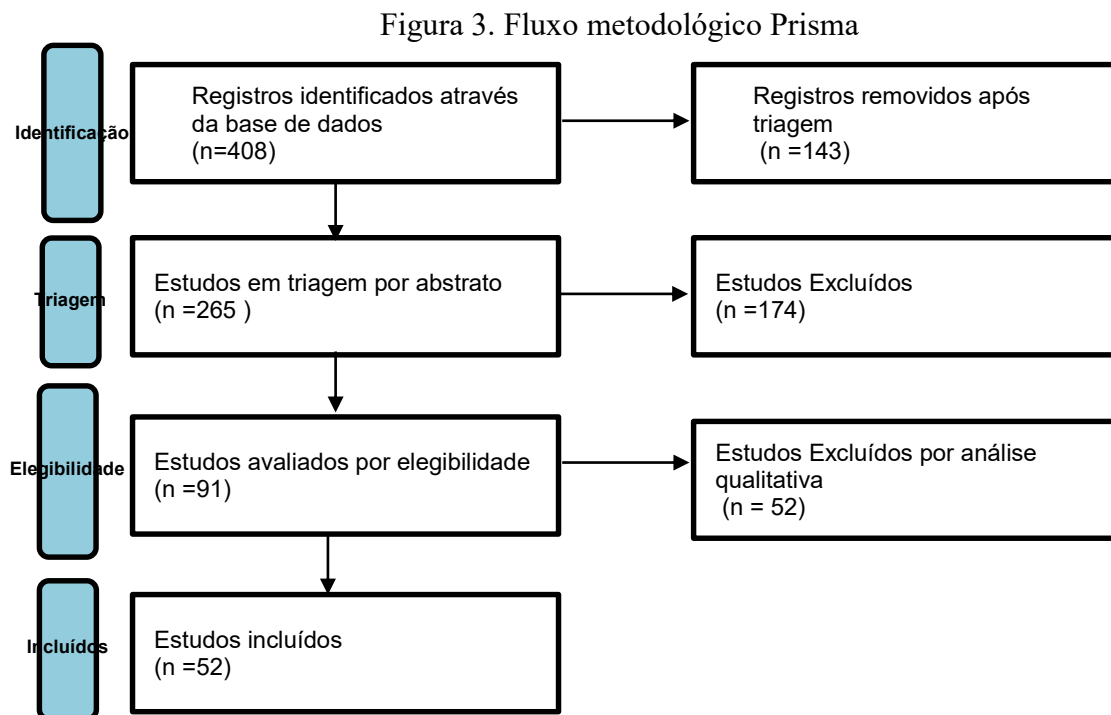 Figura 3. Fluxo metodológico Prisma
Identificação
Registros identificados através
da base de dados
(n=408)
Registros removidos após
triagem
(n =143)
Triagem
Estudos em triagem por abstrato
(n =265 )
Estudos Excluídos
(n =174)
Elegibilidade
Estudos avaliados por elegibilidade
(n =91)
Estudos Excluídos por análise
qualitativa
(n = 52)
Incluídos
Estudos incluídos
(n =52)